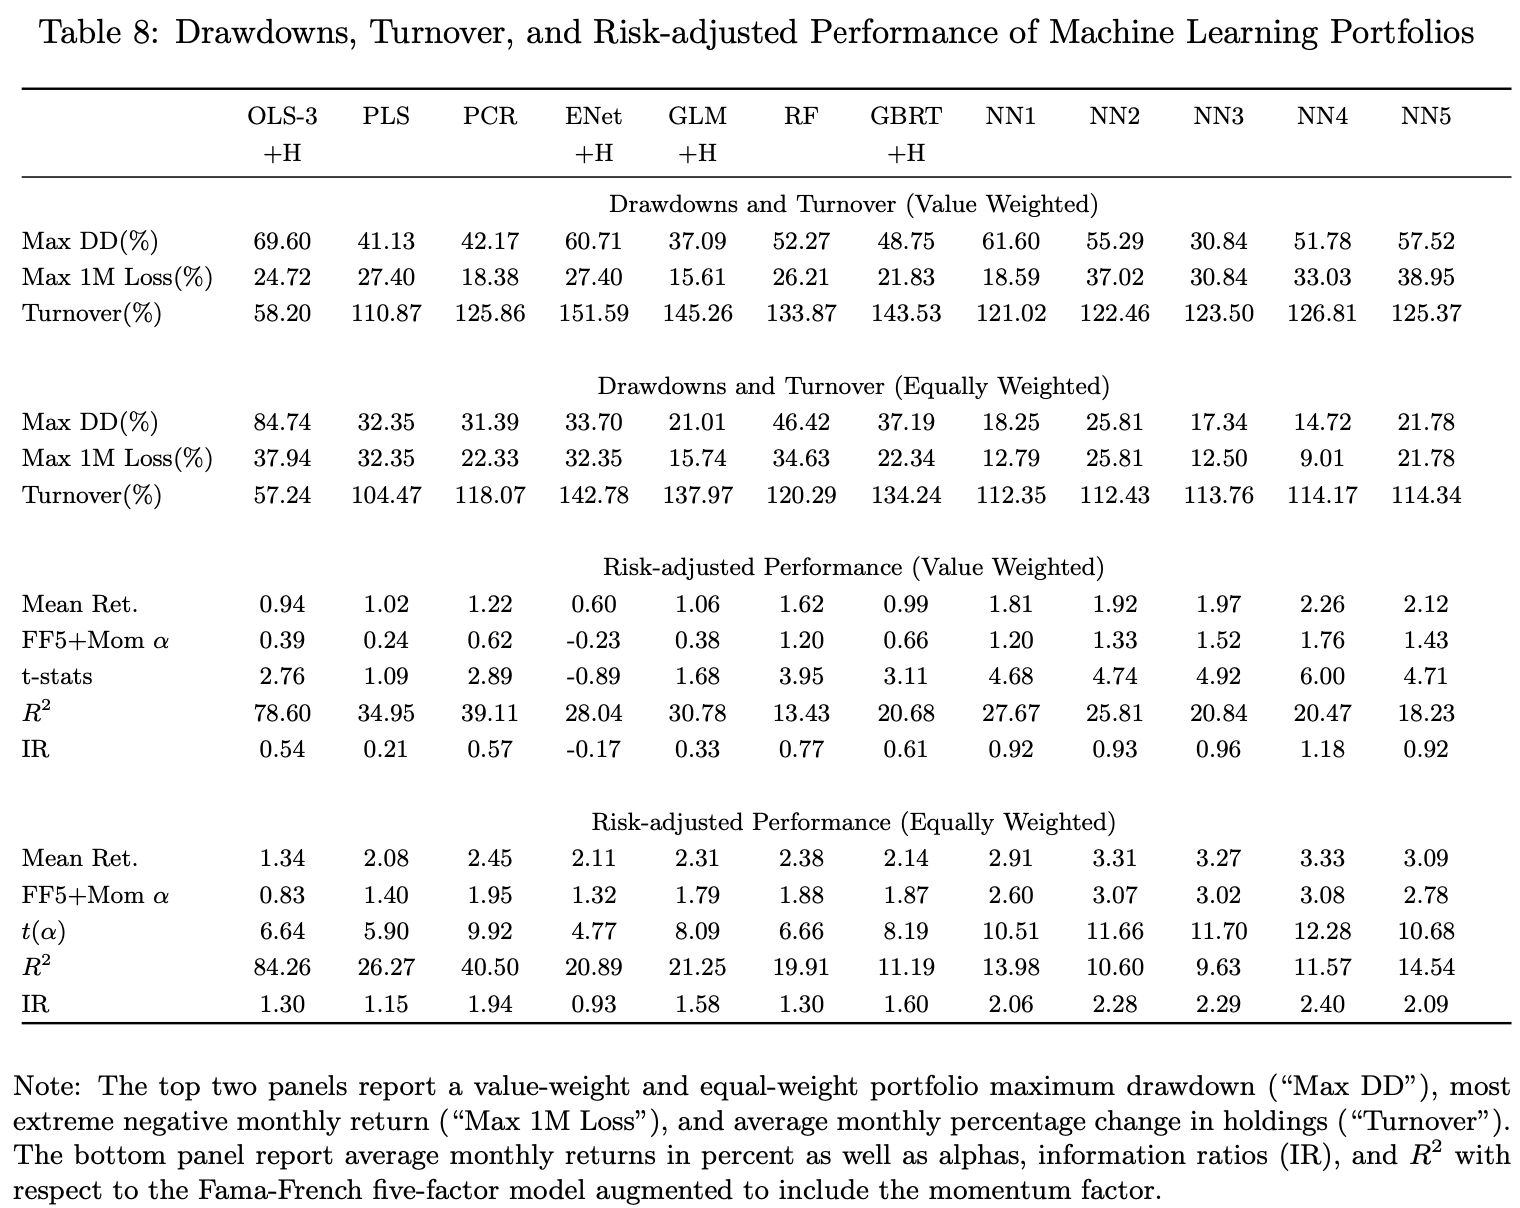 Table 8: Drawdowns, Turnover, and Risk-adjusted Performance of Machine Learning Portfolios
OLS-3 PLS PCR ENet GLM RF GBRT NN1 NN2 NN3 NN4 NN5
+H +H +H +H
Drawdowns and Turnover (Value Weighted)
Max DD(%) 69.60 41.13 42.17 60.71 37.09 52.27 48.75 61.60 55.29 30.84 51.78 57.52
Max 1M Loss(%) 24.72 27.40 18.38 27.40 15.61 26.21 21.83 18.59 37.02 30.84 33.03 38.95
Turnover(%) 58.20 110.87 125.86 151.59 145.26 133.87 143.53 121.02 122.46 123.50 126.81 125.37
Drawdowns and Turnover (Equally Weighted)
Max DD(%) 84.74 32.35 31.39 33.70 21.01 46.42 37.19 18.25 25.81 17.34 14.72 21.78
Max 1M Loss(%) 37.94 32.35 22.33 32.35 15.74 34.63 22.34 12.79 25.81 12.50 9.01 21.78
Turnover(%) 57.24 104.47 118.07 142.78 137.97 120.29 134.24 112.35 112.43 113.76 114.17 114.34
Risk-adjusted Performance (Value Weighted)
Mean Ret. 0.94 1.02 1.22 0.60 1.06 1.62 0.99 1.81 1.92 1.97 2.26 2.12
FF5+Mom α 0.39 0.24 0.62 -0.23 0.38 1.20 0.66 1.20 1.33 1.52 1.76 1.43
t-stats 2.76 1.09 2.89 -0.89 1.68 3.95 3.11 4.68 4.74 4.92 6.00 4.71
R² 78.60 34.95 39.11 28.04 30.78 13.43 20.68 27.67 25.81 20.84 20.47 18.23
IR 0.54 0.21 0.57 -0.17 0.33 0.77 0.61 0.92 0.93 0.96 1.18 0.92
Risk-adjusted Performance (Equally Weighted)
Mean Ret. 1.34 2.08 2.45 2.11 2.31 2.38 2.14 2.91 3.31 3.27 3.33 3.09
FF5+Mom α 0.83 1.40 1.95 1.32 1.79 1.88 1.87 2.60 3.07 3.02 3.08 2.78
t(α) 6.64 5.90 9.92 4.77 8.09 6.66 8.19 10.51 11.66 11.70 12.28 10.68
R² 84.26 26.27 40.50 20.89 21.25 19.91 11.19 13.98 10.60 9.63 11.57 14.54
IR 1.30 1.15 1.94 0.93 1.58 1.30 1.60 2.06 2.28 2.29 2.40 2.09
Note: The top two panels report a value-weight and equal-weight portfolio maximum drawdown (“Max DD”), most
extreme negative monthly return (“Max 1M Loss”), and average monthly percentage change in holdings (“Turnover”).
The bottom panel report average monthly returns in percent as well as alphas, information ratios (IR), and R² with
respect to the Fama-French five-factor model augmented to include the momentum factor.